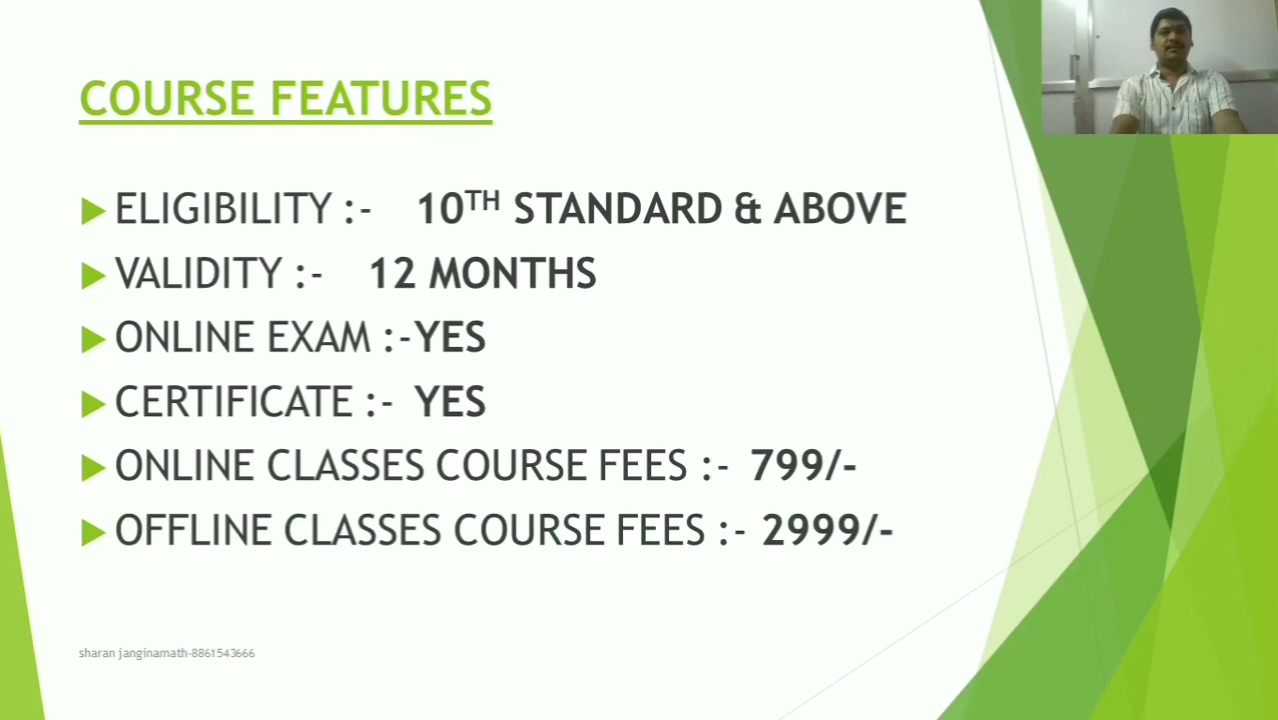 COURSE FEATURES
ELIGIBILITY :- 10TH STANDARD & ABOVE
VALIDITY :- 12 MONTHS
ONLINE EXAM :-YES
CERTIFICATE :- YES
ONLINE CLASSES COURSE FEES :- 799/-
OFFLINE CLASSES COURSE FEES :- 2999/-
sharan janginamath-8861543666